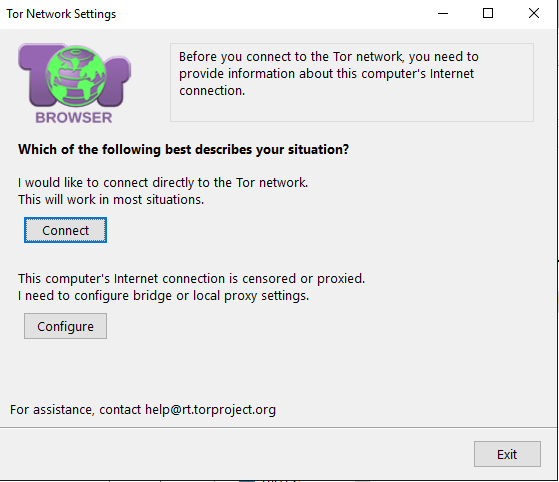 Tor Network Settings
Tor
BROWSER
Before you connect to the Tor network, you need to
provide information about this computer's Internet
connection.
Which of the following best describes your situation?
I would like to connect directly to the Tor network.
This will work in most situations.
Connect
This computer's Internet connection is censored or proxied.
I need to configure bridge or local proxy settings.
Configure
For assistance, contact help@rt.torproject.org
Exit